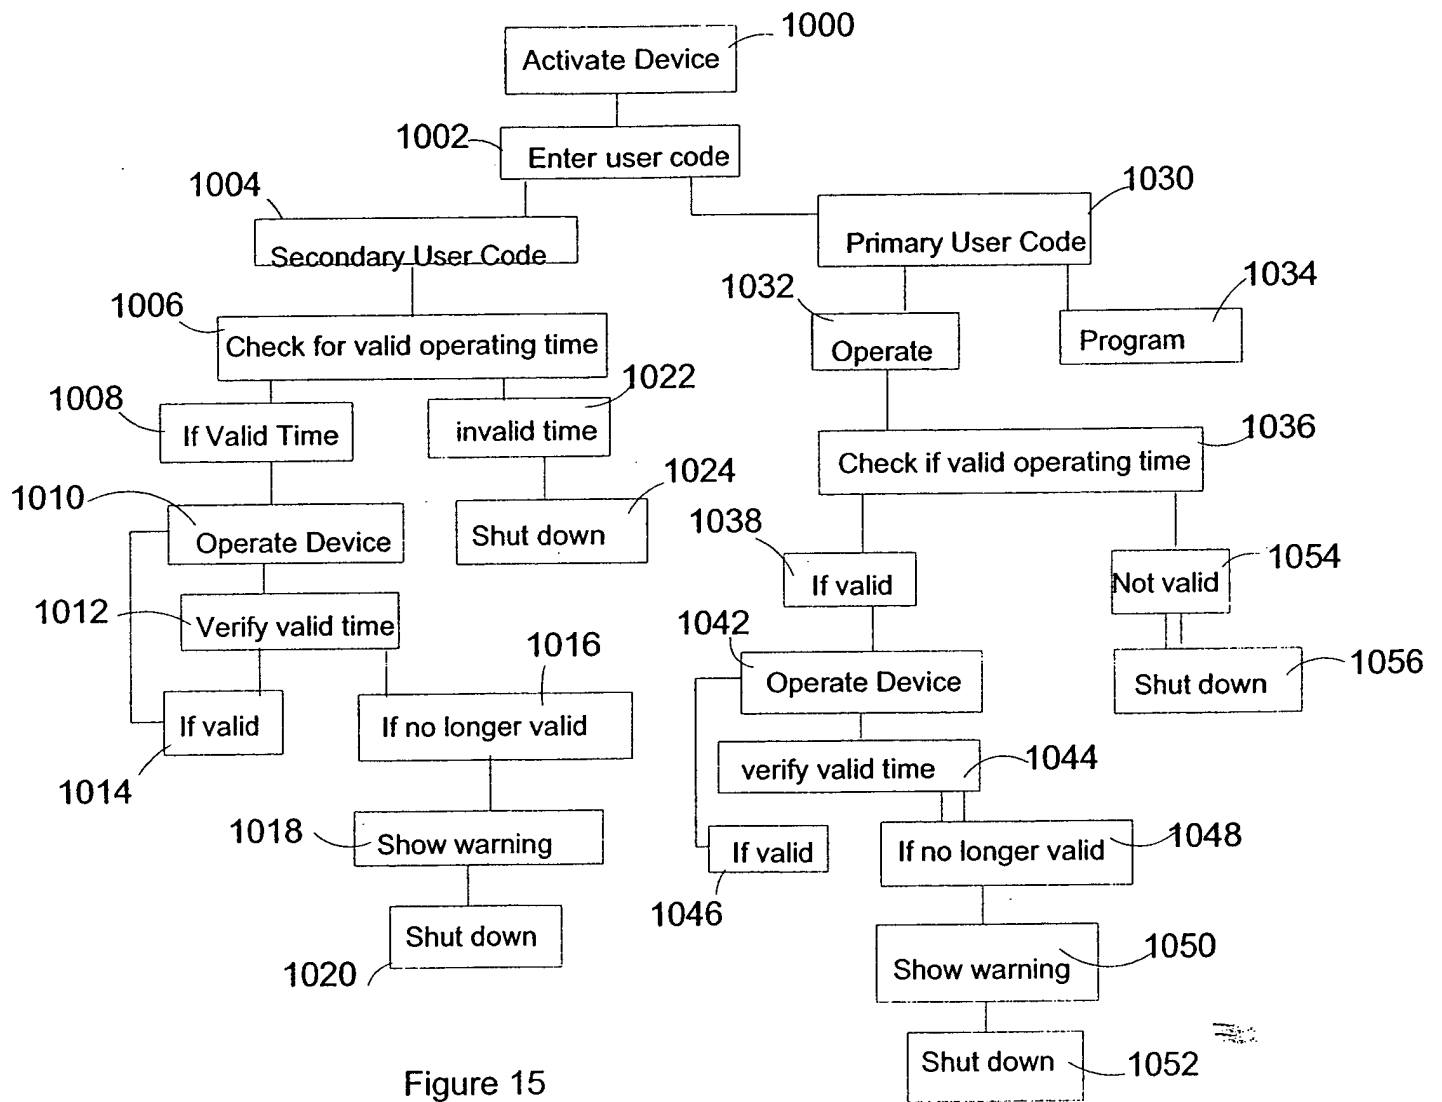 1000
Activate Device
1002
Enter user code
1004
Secondary User Code
1030
Primary User Code
1006
Check for valid operating time
1032
Operate
1034
Program
1008
If Valid Time
1022
invalid time
1036
Check if valid operating time
1010
Operate Device
1024
Shut down
1038
If valid
1054
Not valid
1012
Verify valid time
1016
If no longer valid
1042
Operate Device
1056
Shut down
1014
If valid
verify valid time
1044
1018
Show warning
If valid
1046
If no longer valid
1048
Shut down
1020
Show warning
1050
Shut down
1052
Figure 15